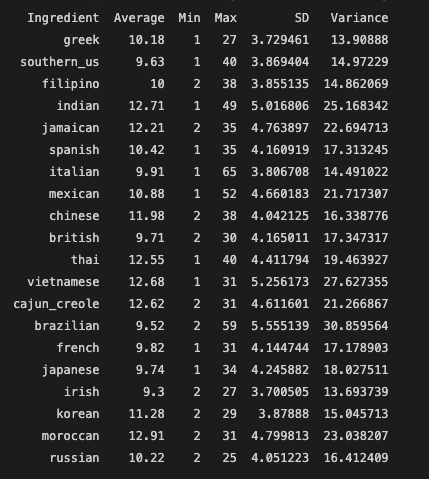 Ingredient Average Min Max SD Variance
greek 10.18 1 27 3.729461 13.90888
southern_us 9.63 1 40 3.869404 14.97229
filipino 10 2 38 3.855135 14.862069
indian 12.71 1 49 5.016806 25.168342
jamaican 12.21 2 35 4.763897 22.694713
spanish 10.42 1 35 4.160919 17.313245
italian 9.91 1 65 3.806708 14.491022
mexican 10.88 1 52 4.660183 21.717307
chinese 11.98 2 38 4.042125 16.338776
british 9.71 2 30 4.165011 17.347317
thai 12.55 1 40 4.411794 19.463927
vietnamese 12.68 1 31 5.256173 27.627355
cajun_creole 12.62 2 31 4.611601 21.266867
brazilian 9.52 2 59 5.555139 30.859564
french 9.82 1 31 4.144744 17.178903
japanese 9.74 1 34 4.245882 18.027511
irish 9.3 2 27 3.700505 13.693739
korean 11.28 2 29 3.87888 15.045713
moroccan 12.91 2 31 4.799813 23.038207
russian 10.22 2 25 4.051223 16.412409